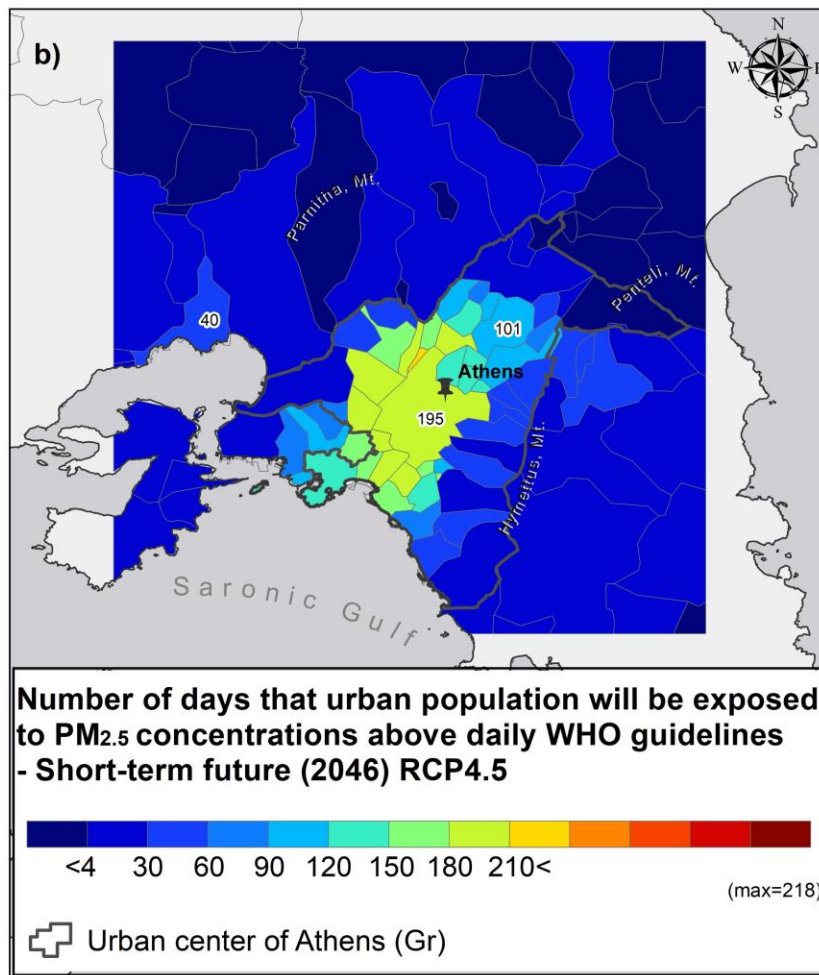 b)
N
W E
S
Parnitha, Mt.
Penteli, Mt.
40
101
Athens
195
Hymettus, Mt.
Saronic Gulf
Number of days that urban population will be exposed
to PM2.5 concentrations above daily WHO guidelines
- Short-term future (2046) RCP4.5
<4 30 60 90 120 150 180 210<
(max=218)
Urban center of Athens (Gr)